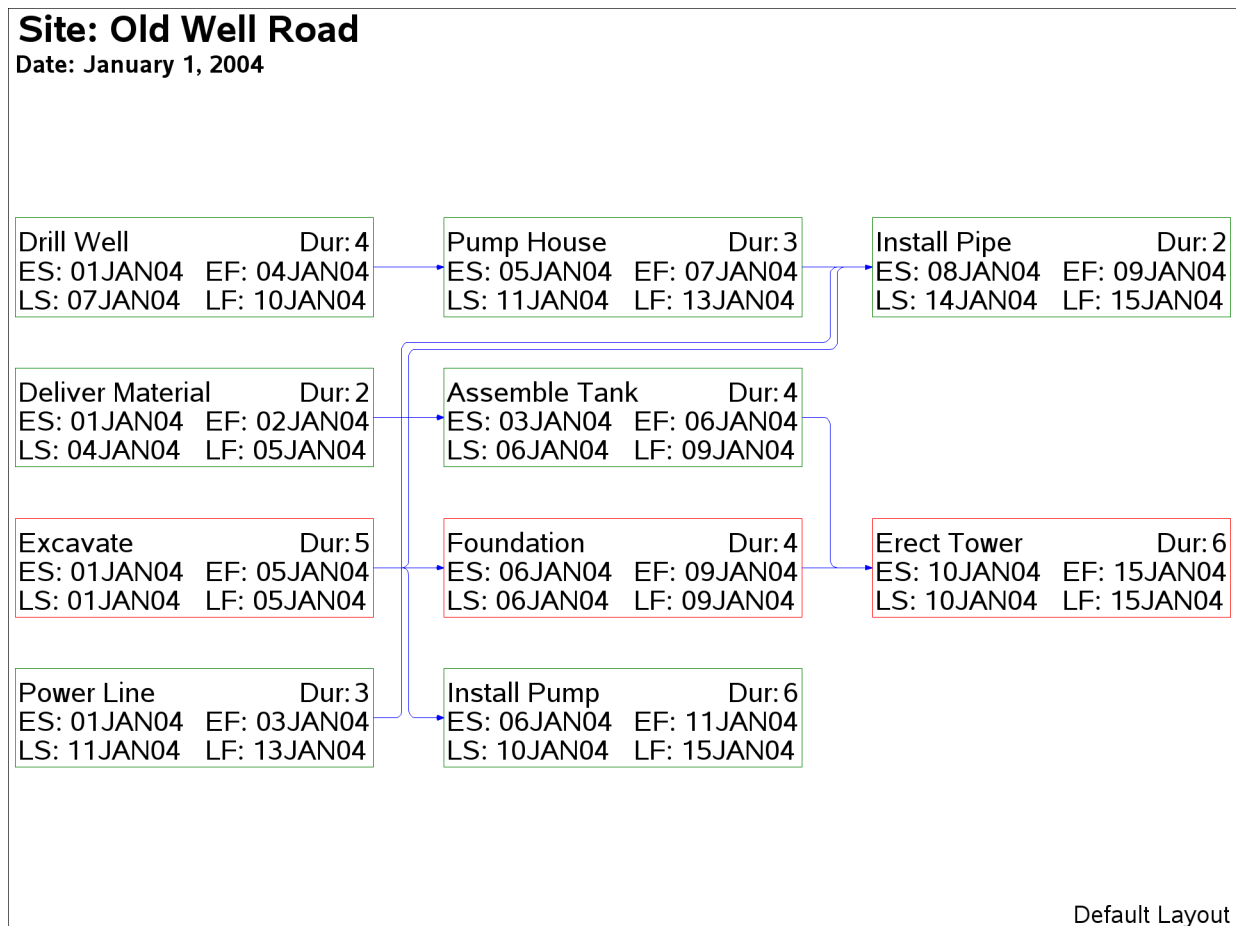 Site: Old Well Road
Date: January 1, 2004
Drill Well Dur: 4
ES: 01JAN04 EF: 04JAN04
LS: 07JAN04 LF: 10JAN04
Pump House Dur: 3
ES: 05JAN04 EF: 07JAN04
LS: 11JAN04 LF: 13JAN04
Install Pipe Dur: 2
ES: 08JAN04 EF: 09JAN04
LS: 14JAN04 LF: 15JAN04
Deliver Material Dur: 2
ES: 01JAN04 EF: 02JAN04
LS: 04JAN04 LF: 05JAN04
Assemble Tank Dur: 4
ES: 03JAN04 EF: 06JAN04
LS: 06JAN04 LF: 09JAN04
Excavate Dur: 5
ES: 01JAN04 EF: 05JAN04
LS: 01JAN04 LF: 05JAN04
Foundation Dur: 4
ES: 06JAN04 EF: 09JAN04
LS: 06JAN04 LF: 09JAN04
Erect Tower Dur: 6
ES: 10JAN04 EF: 15JAN04
LS: 10JAN04 LF: 15JAN04
Power Line Dur: 3
ES: 01JAN04 EF: 03JAN04
LS: 11JAN04 LF: 13JAN04
Install Pump Dur: 6
ES: 06JAN04 EF: 11JAN04
LS: 10JAN04 LF: 15JAN04
Default Layout